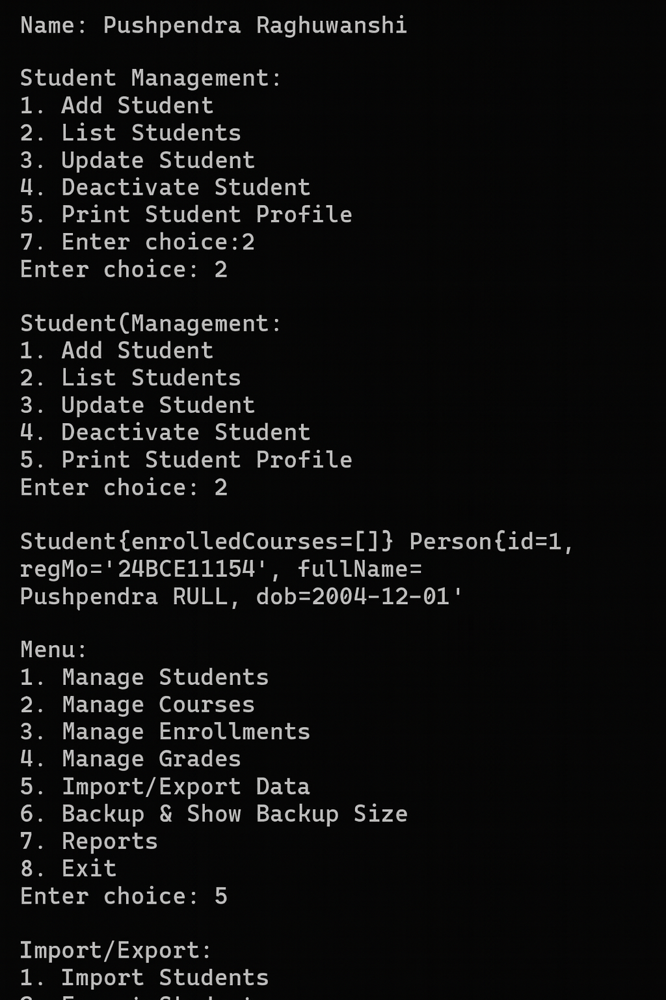 Name: Pushpendra Raghuwanshi
Student Management:
1. Add Student
2. List Students
3. Update Student
4. Deactivate Student
5. Print Student Profile
7. Enter choice:2
Enter choice: 2
Student(Management:
1. Add Student
2. List Students
3. Update Student
4. Deactivate Student
5. Print Student Profile
Enter choice: 2
Student{enrolledCourses=[]} Person{id=1,
regMo='24BCE11154', fullName=
Pushpendra RULL, dob=2004-12-01'
Menu:
1. Manage Students
2. Manage Courses
3. Manage Enrollments
4. Manage Grades
5. Import/Export Data
6. Backup & Show Backup Size
7. Reports
8. Exit
Enter choice: 5
Import/Export:
1. Import Students